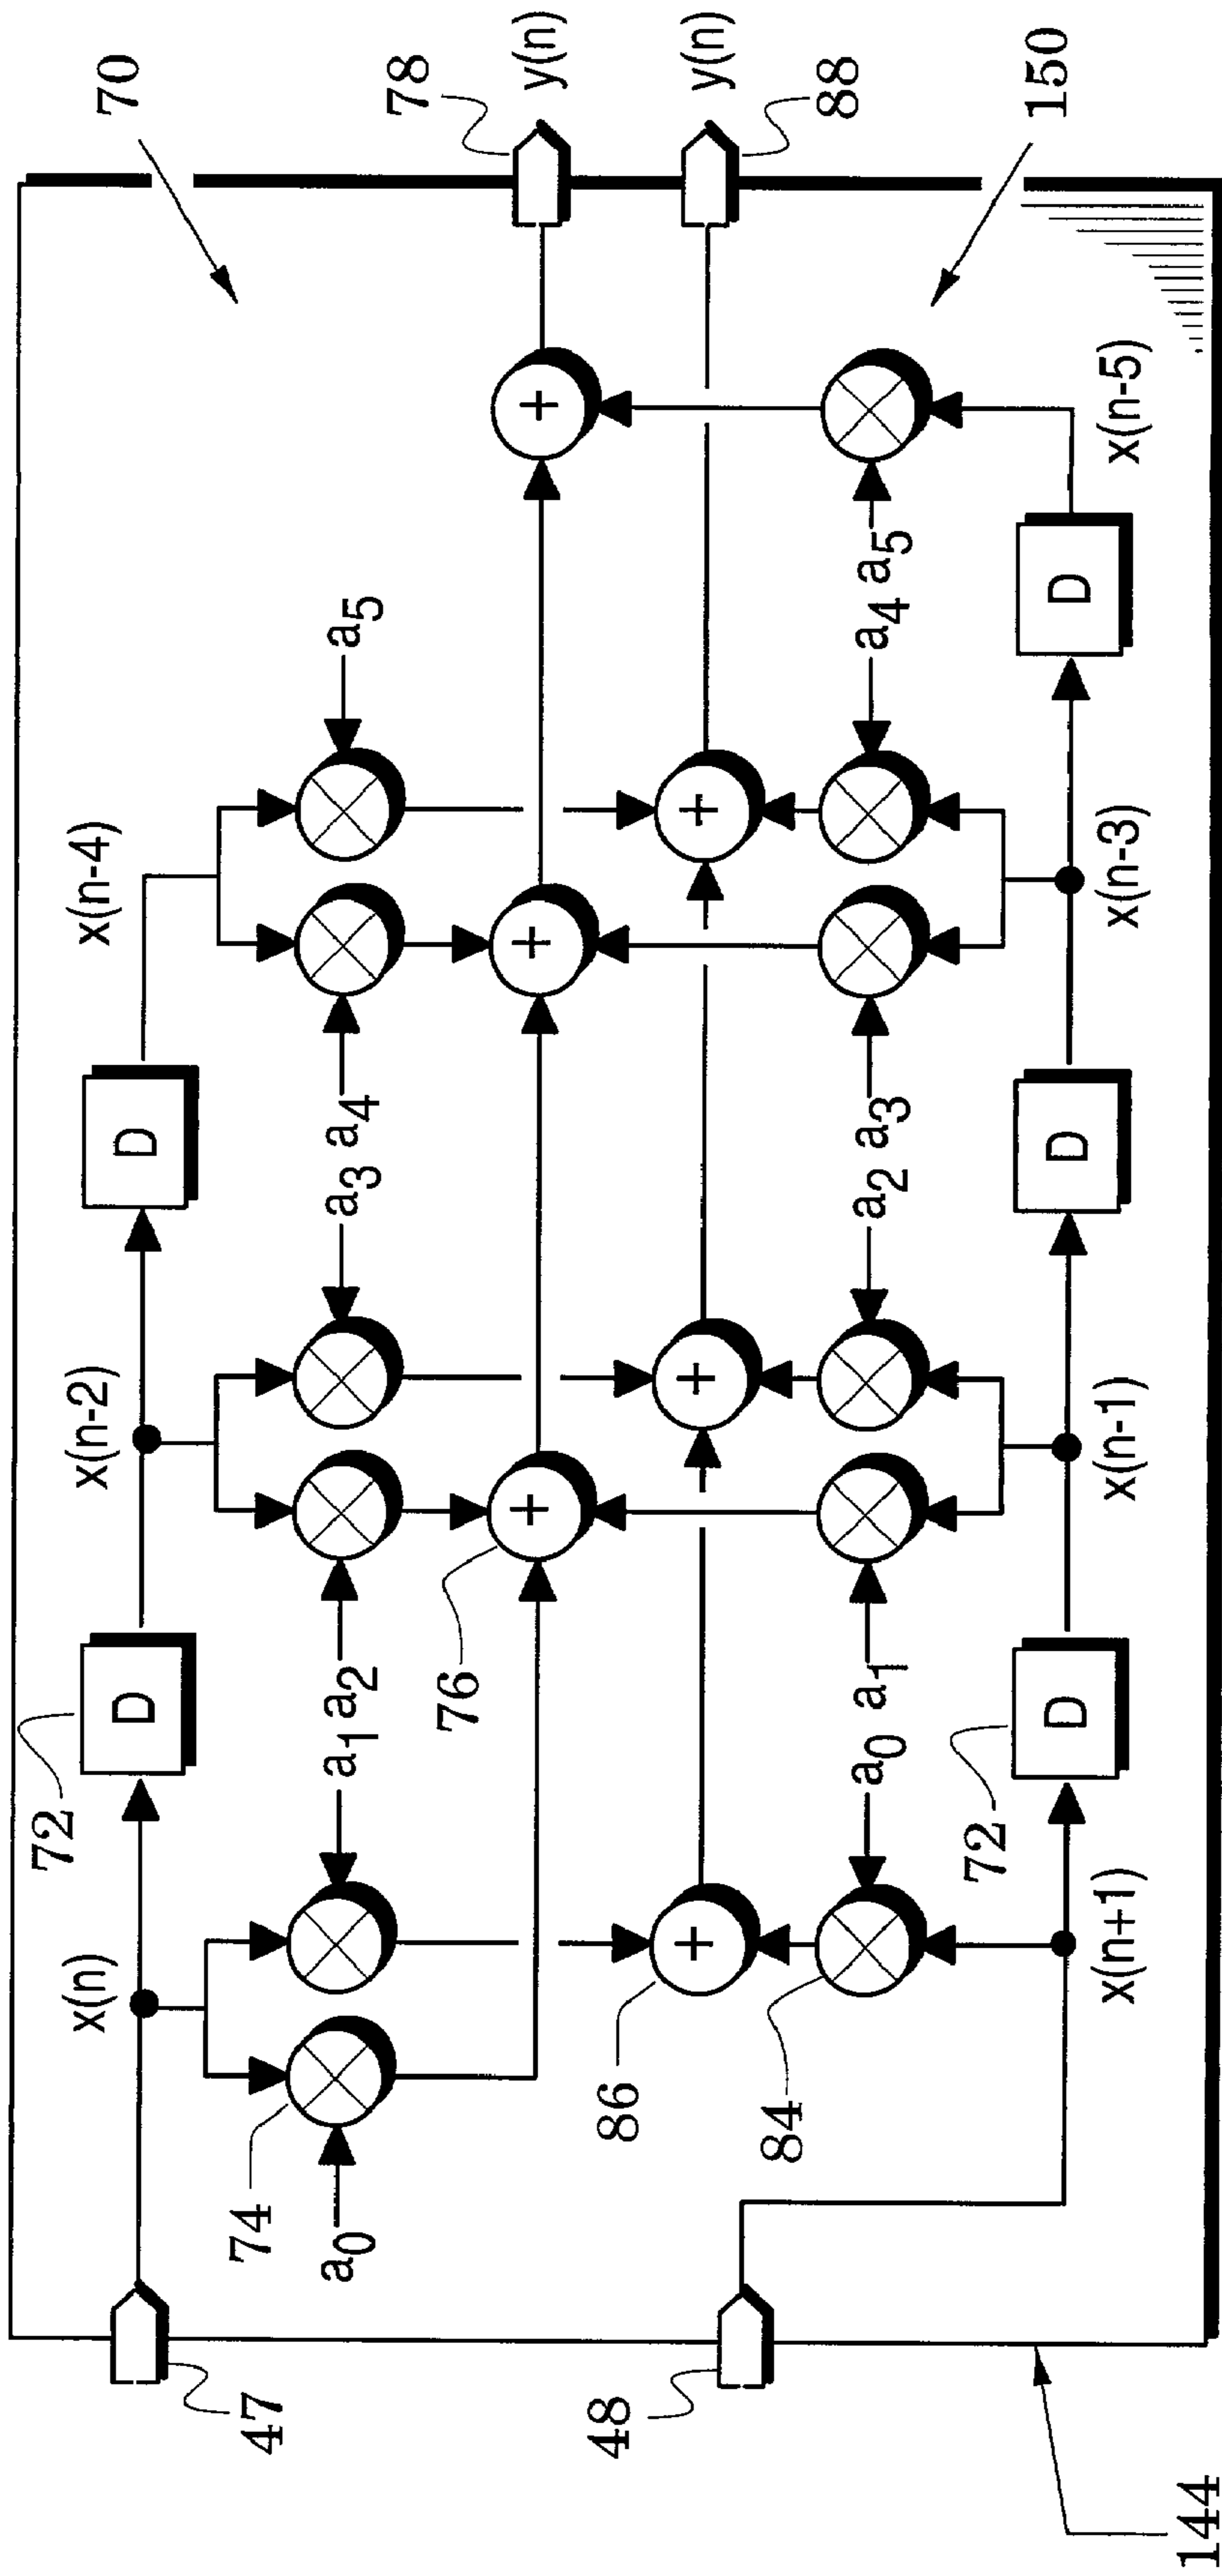 70
78
y(n)
y(n)
88
150
72
x(n)
D
x(n-2)
D
x(n-4)
74
a0
a1
a2
a3
a4
a5
76
+
+
+
86
+
+
+
84
a0
a1
a2
a3
a4
a5
72
x(n+1)
D
x(n-1)
D
x(n-3)
D
x(n-5)
47
48
144